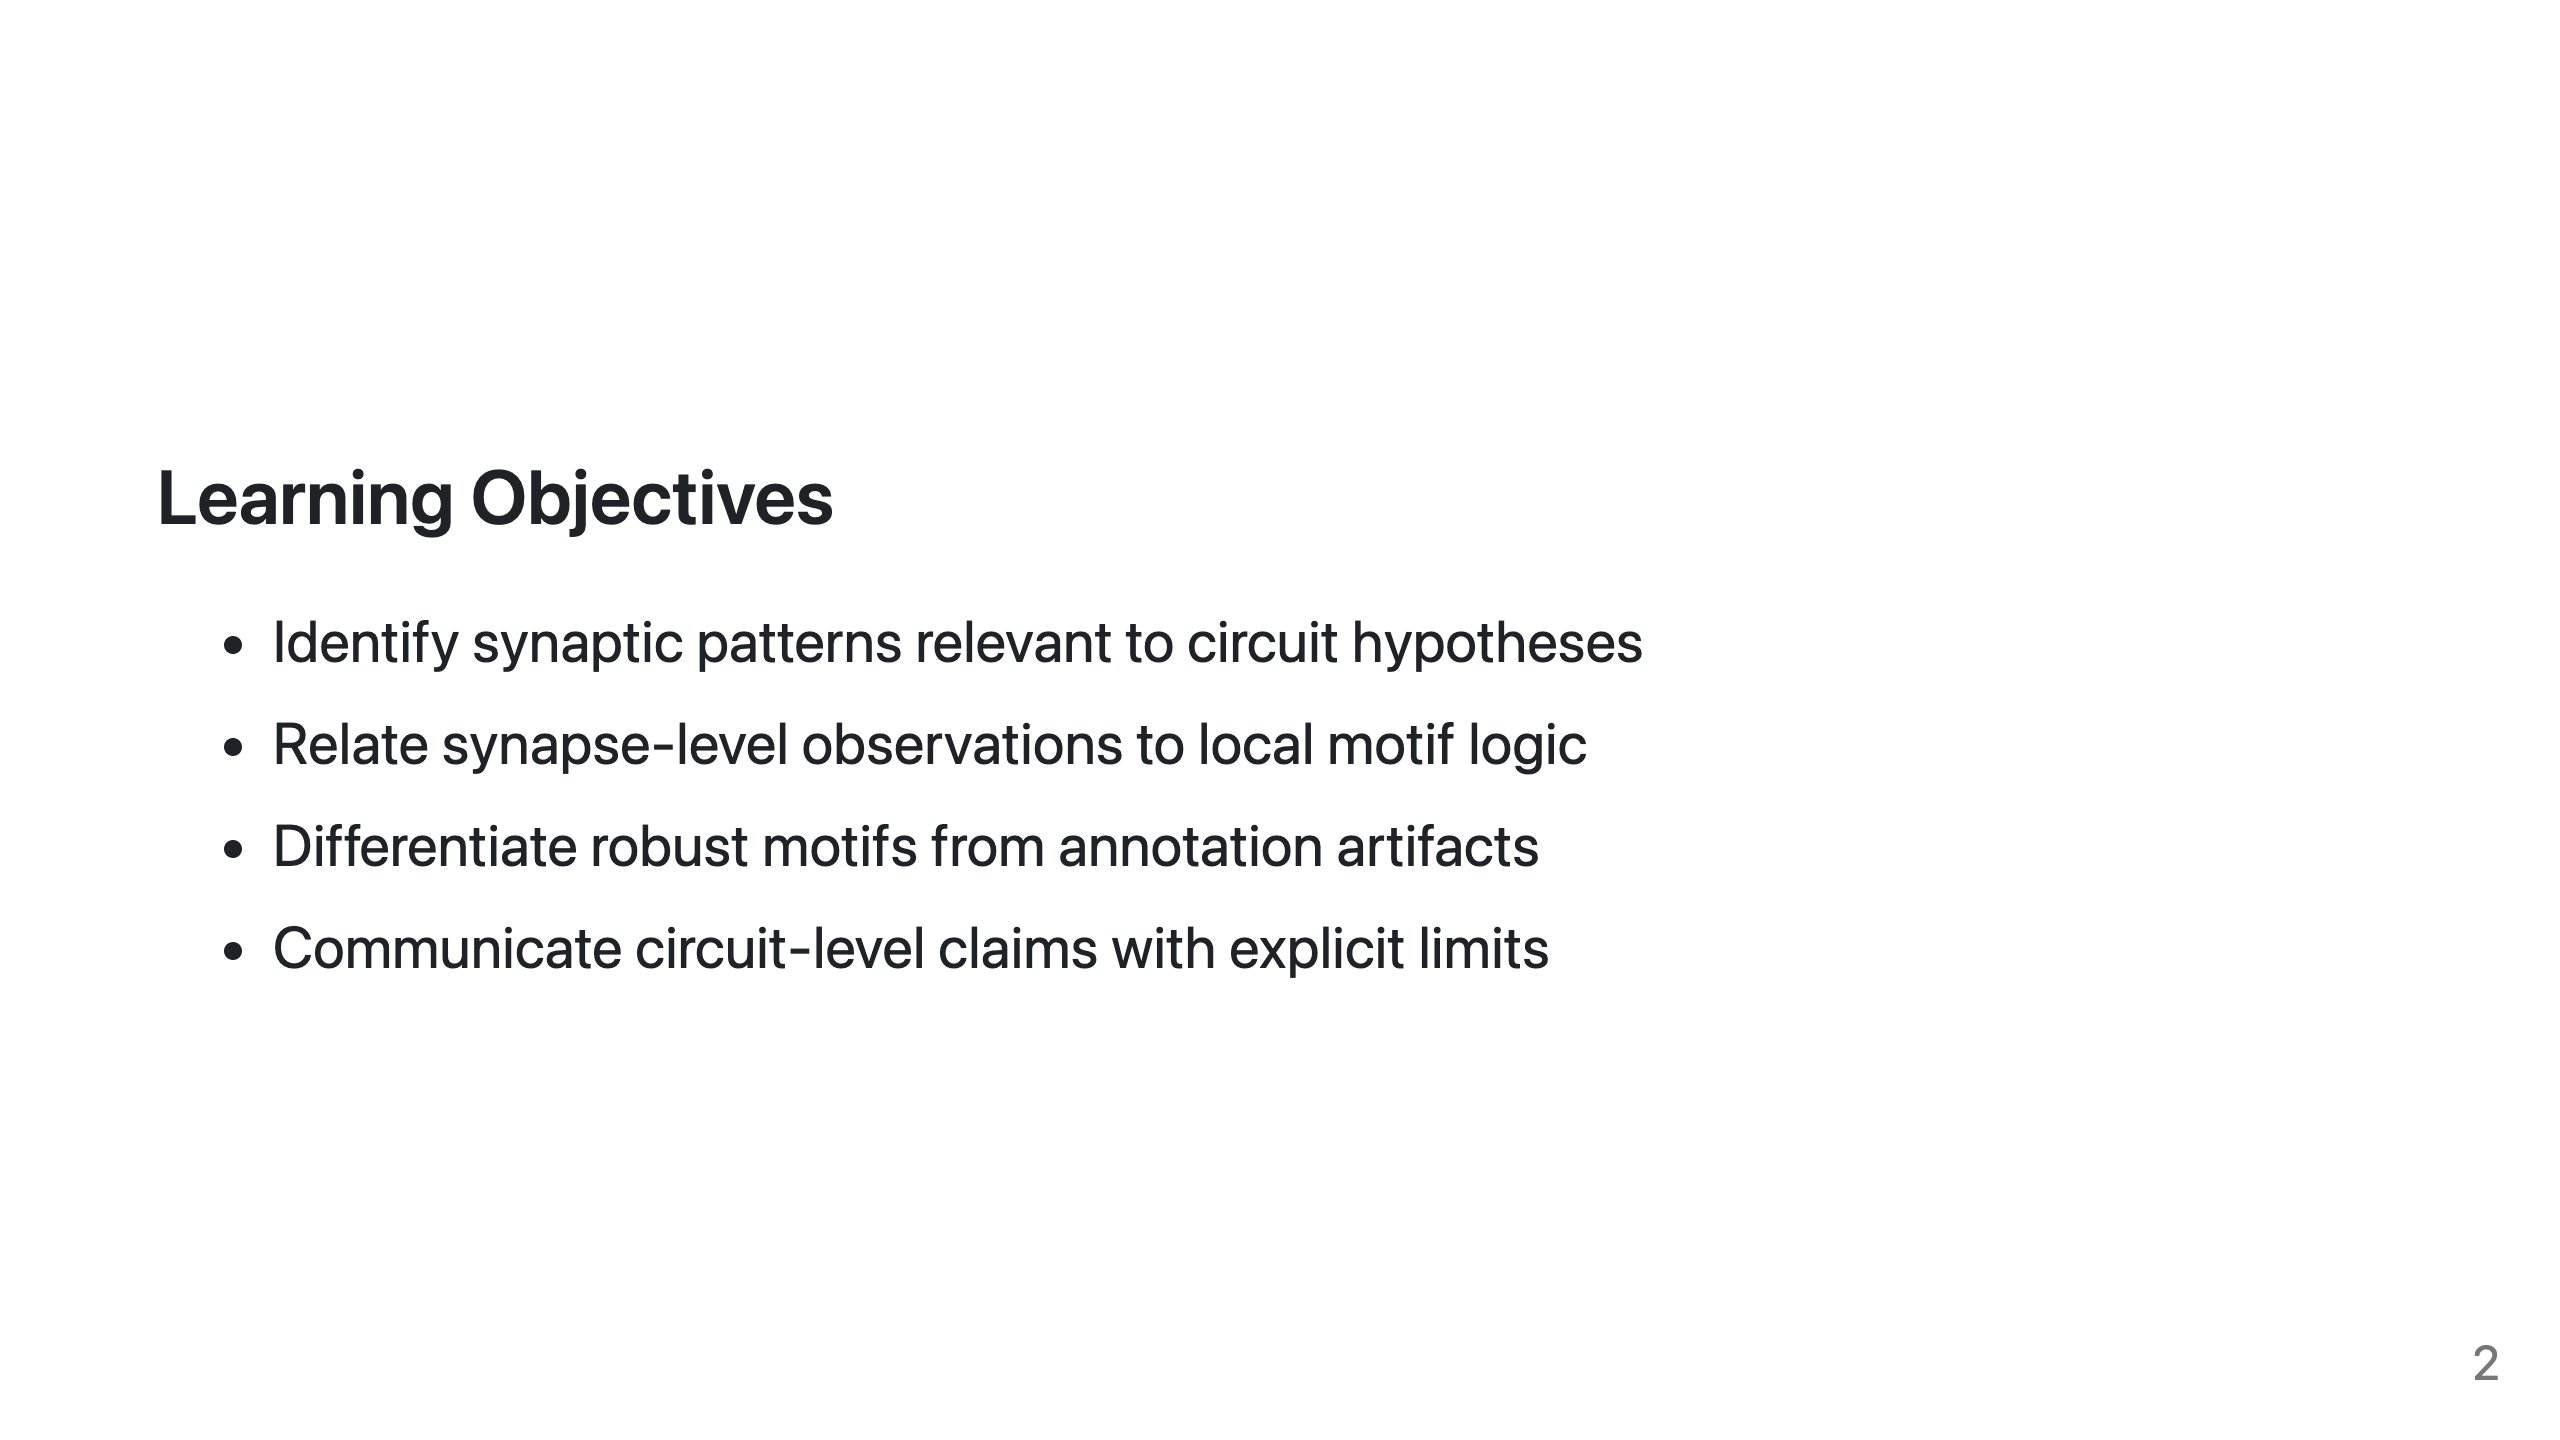 Learning Objectives
• Identify synaptic patterns relevant to circuit hypotheses
• Relate synapse-level observations to local motif logic
• Differentiate robust motifs from annotation artifacts
• Communicate circuit-level claims with explicit limits
2